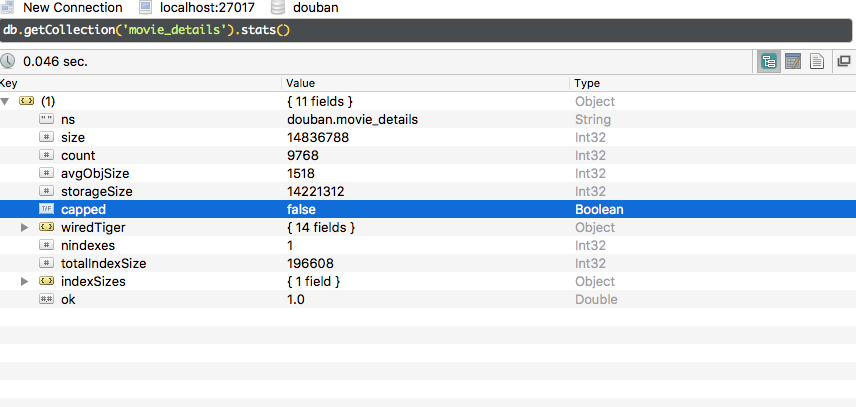 New Connection localhost:27017 douban
db.getCollection('movie_details').stats()
0.046 sec.
Key Value Type
(1) { 11 fields } Object
ns douban.movie_details String
size 14836788 Int32
count 9768 Int32
avgObjSize 1518 Int32
storageSize 14221312 Int32
capped false Boolean
wiredTiger { 14 fields } Object
nindexes 1 Int32
totalIndexSize 196608 Int32
indexSizes { 1 field } Object
ok 1.0 Double